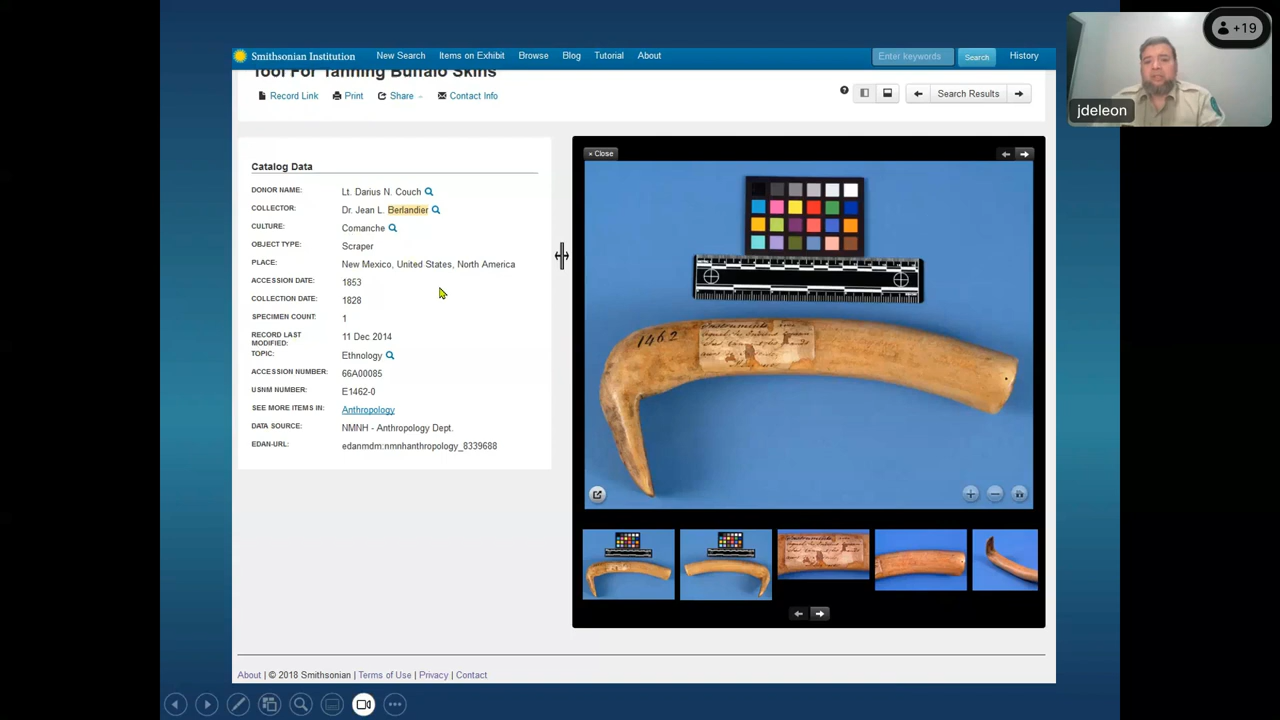 +19
jdeleon
Smithsonian Institution New Search Items on Exhibit Browse Blog Tutorial About Enter keywords Search History
Tool For Tanning Buffalo Skins
Record Link Print Share Contact Info
Search Results
Catalog Data
DONOR NAME: Lt. Darius N. Couch
COLLECTOR: Dr. Jean L. Berlandier
CULTURE: Comanche
OBJECT TYPE: Scraper
PLACE: New Mexico, United States, North America
ACCESSION DATE: 1853
COLLECTION DATE: 1828
SPECIMEN COUNT: 1
RECORD LAST MODIFIED: 11 Dec 2014
TOPIC: Ethnology
ACCESSION NUMBER: 66A00085
USNM NUMBER: E1462-0
SEE MORE ITEMS IN: Anthropology
DATA SOURCE: NMNH - Anthropology Dept.
EDAN-URL: edanmdm:nmnhanthropology_8339688
× Close
1462
About | © 2018 Smithsonian | Terms of Use | Privacy | Contact